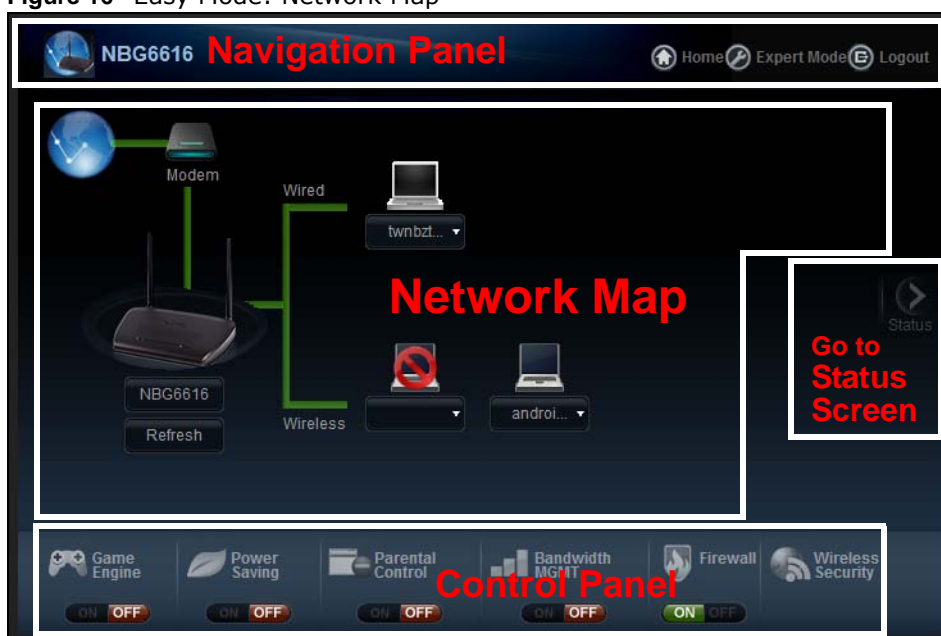 Figure 16 Easy Mode: Network Map
NBG6616 Navigation Panel Home Expert Mode Logout
Modem
Wired
twnbzt...
Network Map
Status
Go to
Status
Screen
NBG6616
androi...
Wireless
Refresh
Game
Engine
Power
Saving
Parental
Control
Bandwidth
MGMT
Firewall
Wireless
Security
Control Panel
ON OFF ON OFF ON OFF ON OFF ON OFF